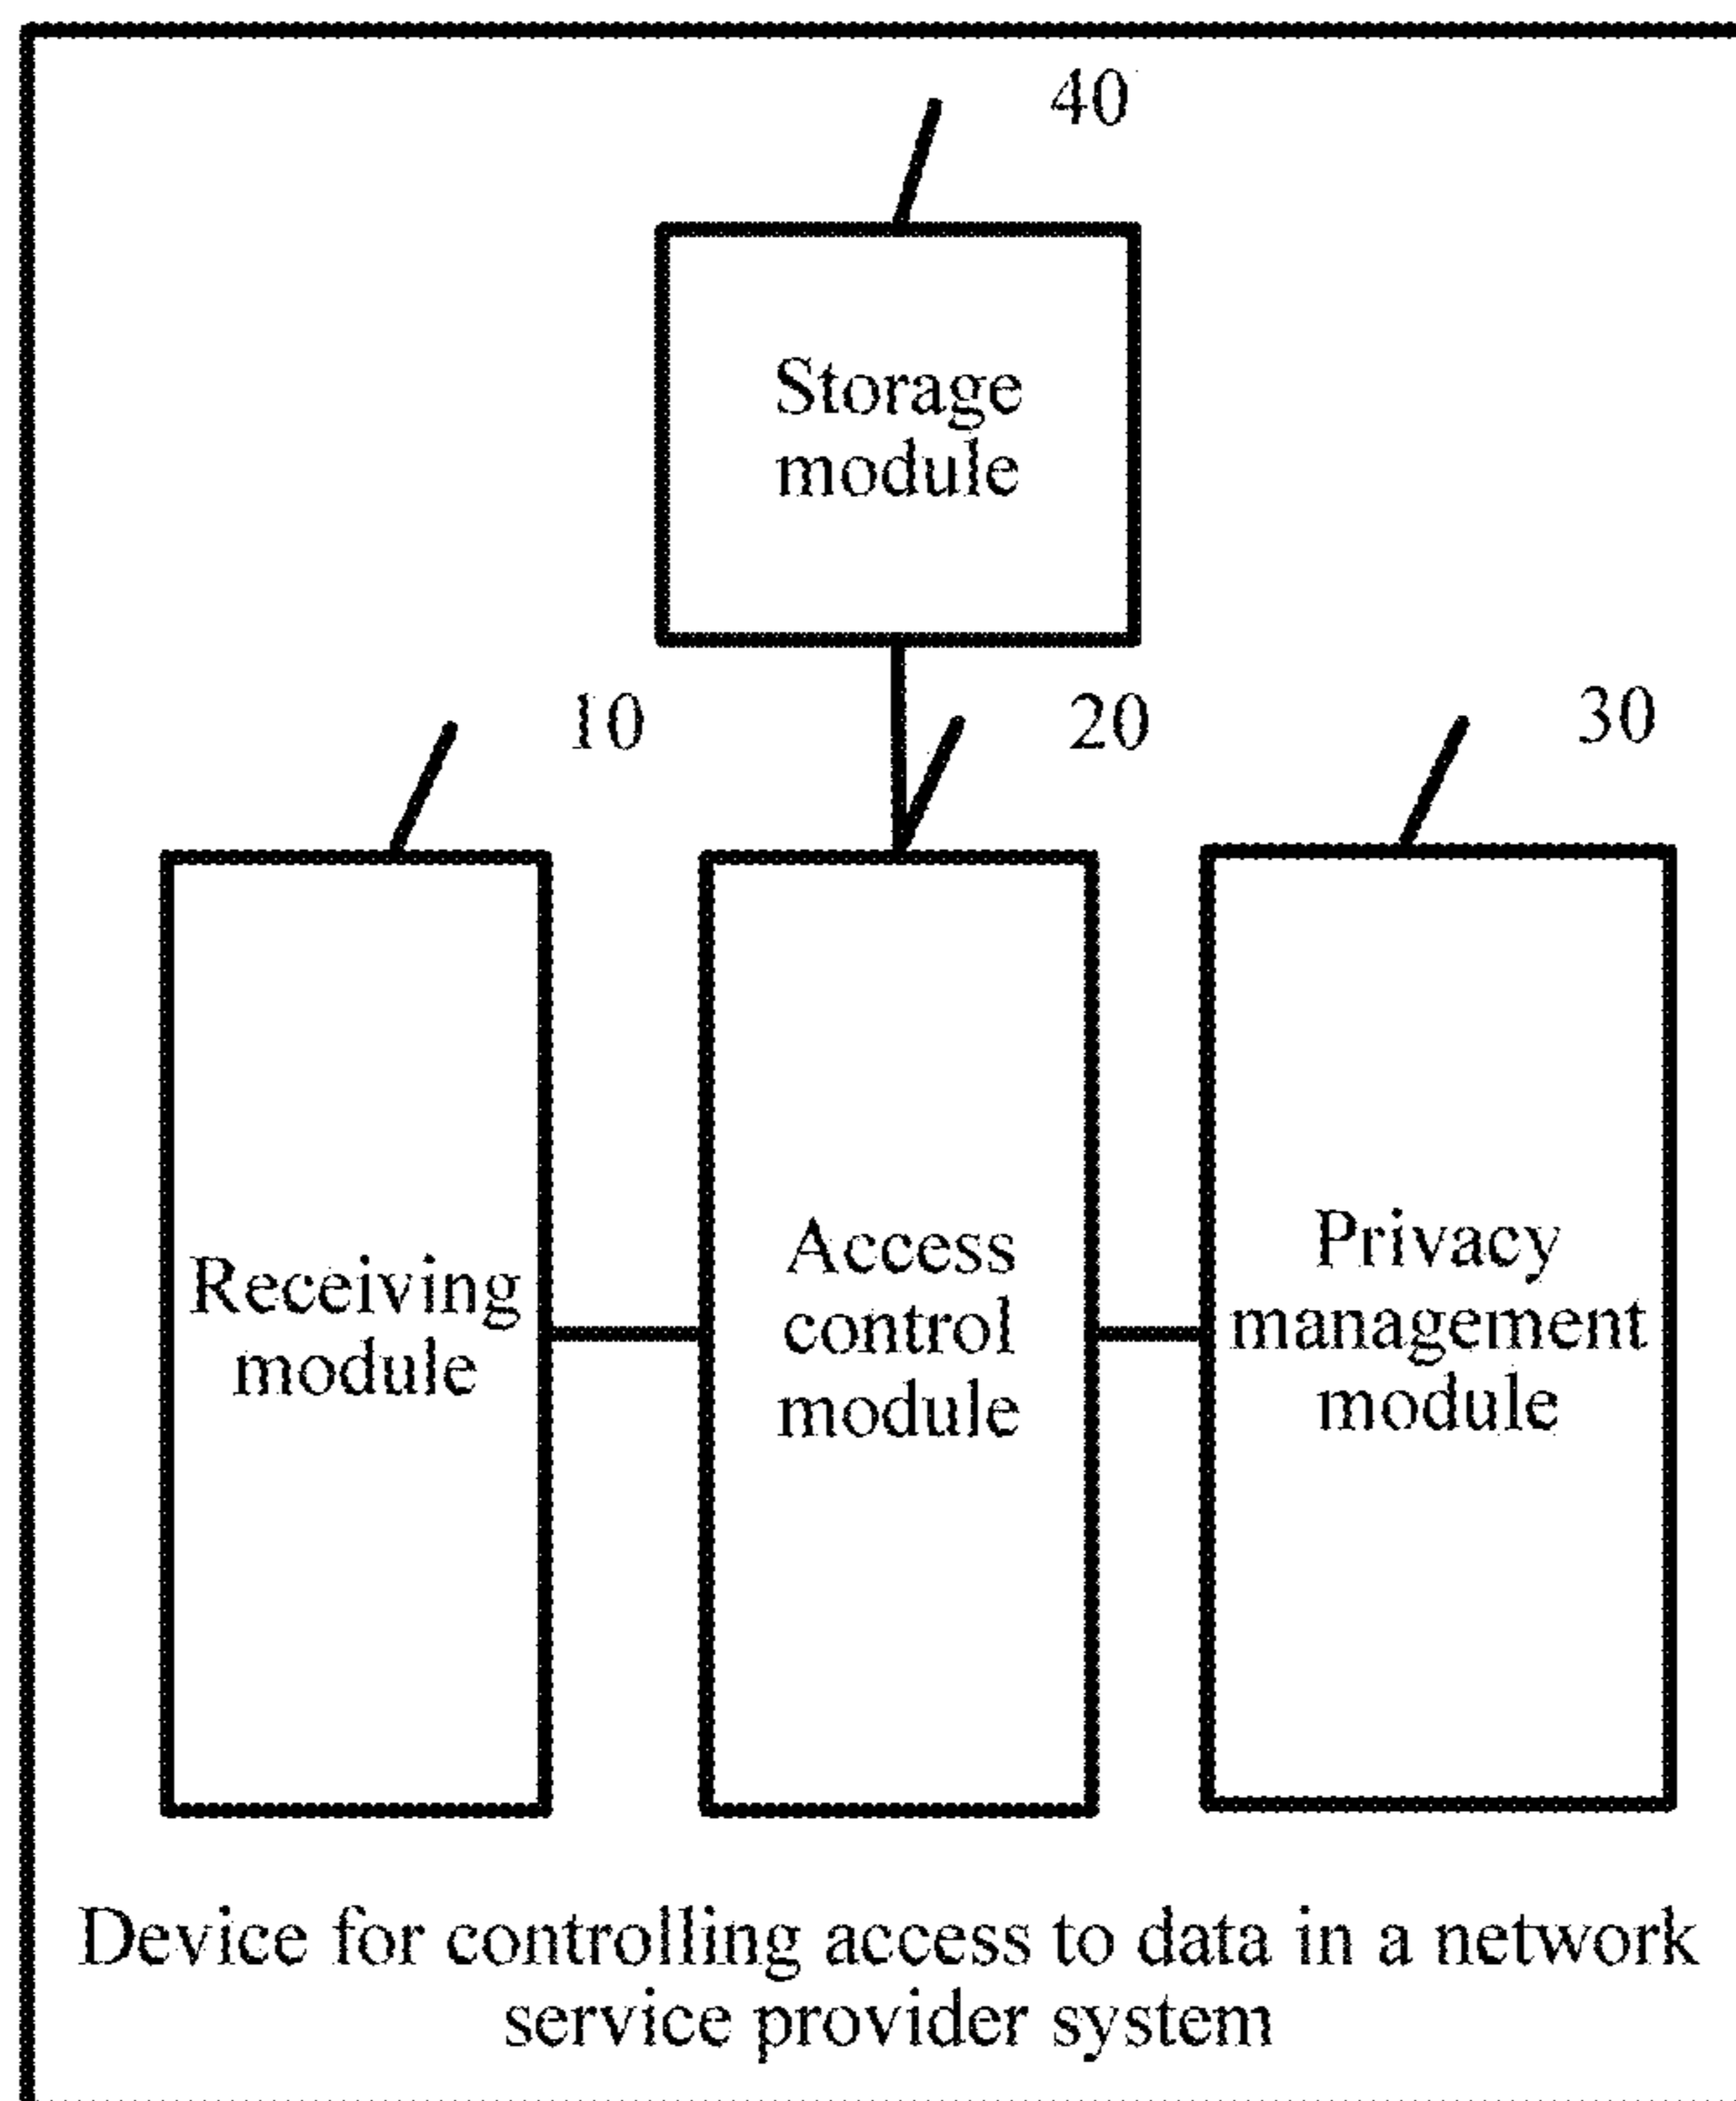 40
Storage
module
10
20
30
Receiving
module
Access
control
module
Privacy
management
module
Device for controlling access to data in a network
service provider system